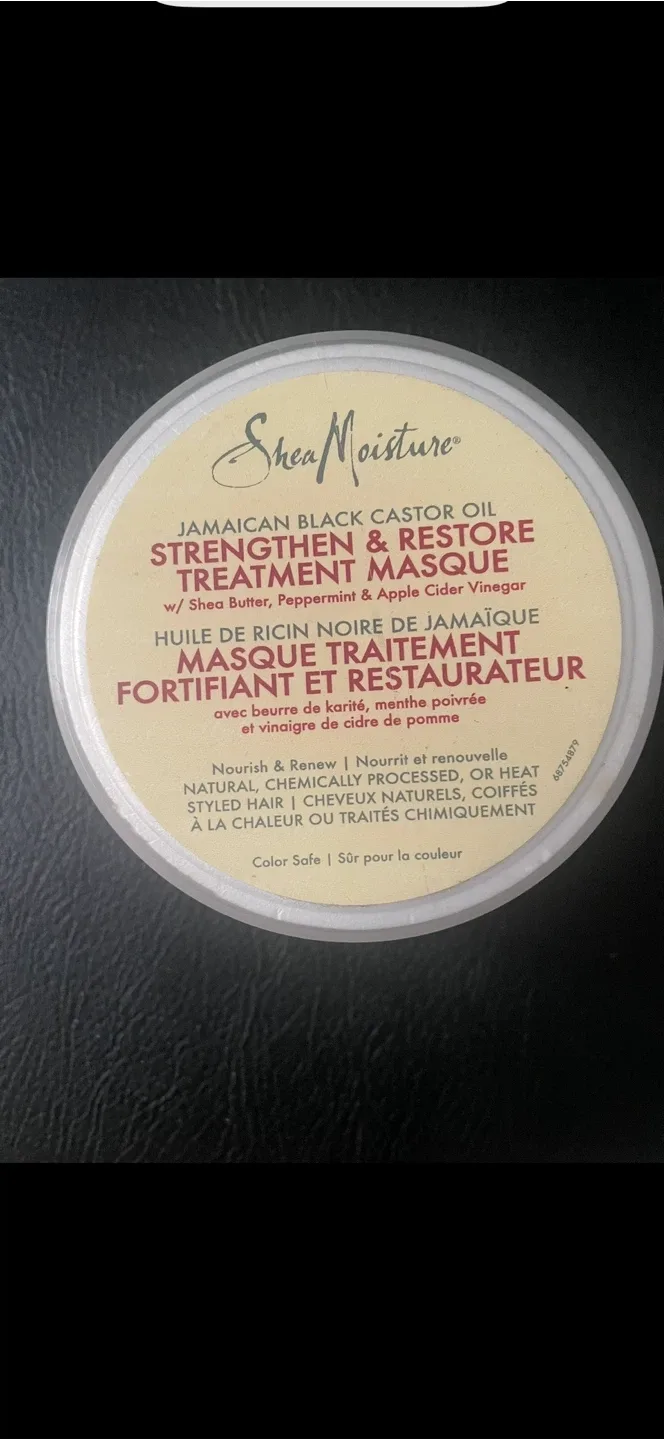 SheaMoisture®
JAMAICAN BLACK CASTOR OIL
STRENGTHEN & RESTORE
TREATMENT MASQUE
w/ Shea Butter, Peppermint & Apple Cider Vinegar
HUILE DE RICIN NOIRE DE JAMAÏQUE
MASQUE TRAITEMENT
FORTIFIANT ET RESTAURATEUR
avec beurre de karité, menthe poivrée
et vinaigre de cidre de pomme
Nourish & Renew | Nourrit et renouvelle
NATURAL, CHEMICALLY PROCESSED, OR HEAT
STYLED HAIR | CHEVEUX NATURELS, COIFFÉS
À LA CHALEUR OU TRAITÉS CHIMIQUEMENT
68754879
Color Safe | Sûr pour la couleur